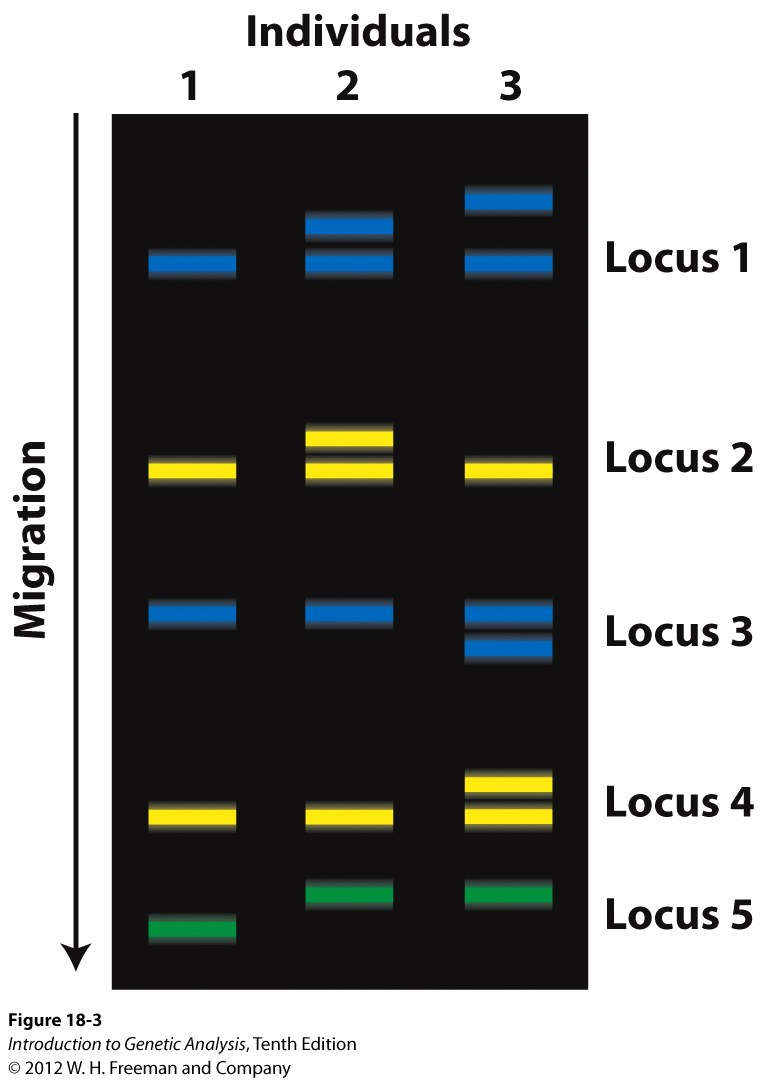 Individuals
1 2 3
Locus 1
Locus 2
Migration
Locus 3
Locus 4
Locus 5
Figure 18-3
Introduction to Genetic Analysis, Tenth Edition
© 2012 W. H. Freeman and Company